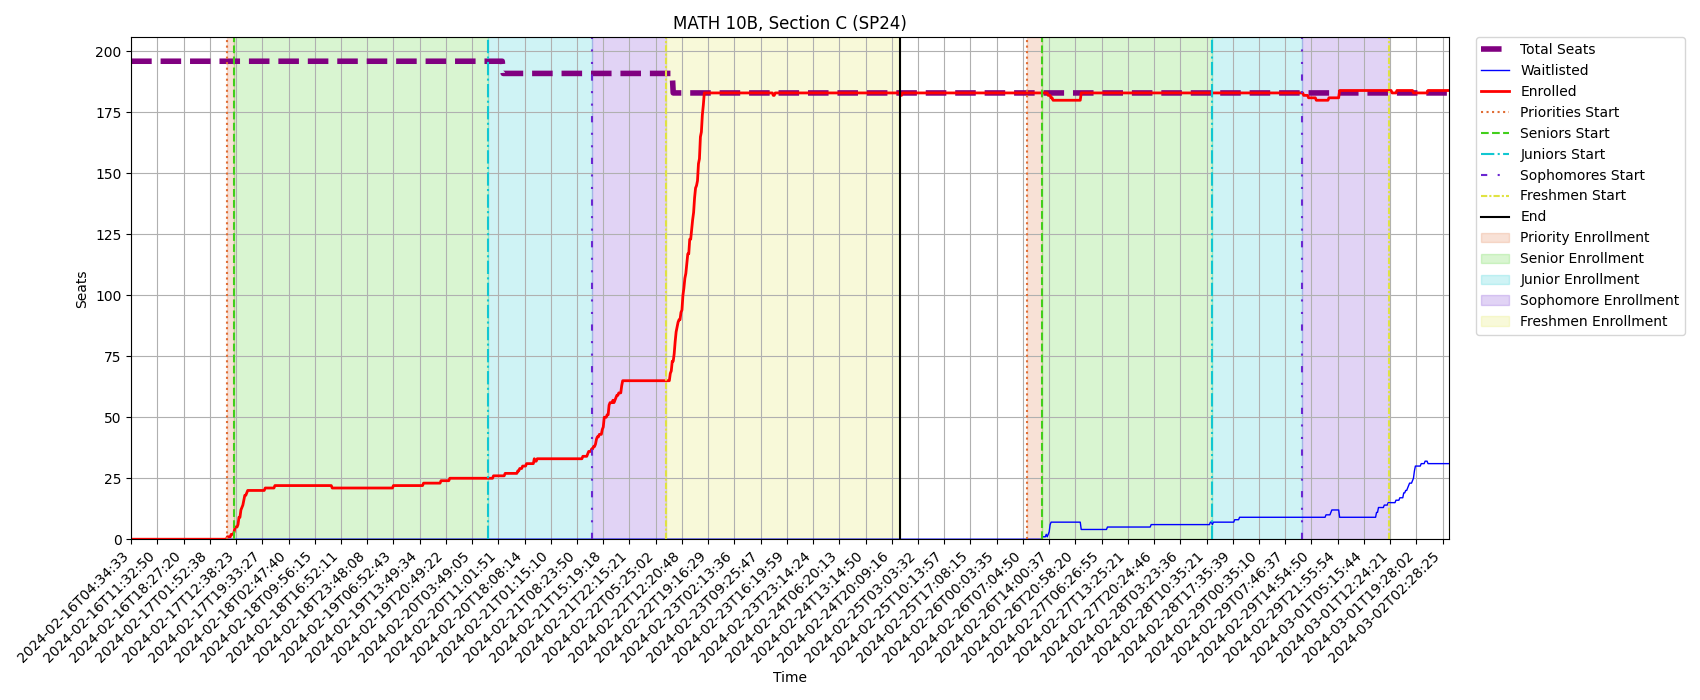 MATH 10B, Section C (SP24)
Seats
200
175
150
125
100
75
50
25
0
2024-02-16T04:34:33
2024-02-16T11:32:50
2024-02-16T18:27:20
2024-02-17T01:52:38
2024-02-17T12:38:23
2024-02-17T19:33:27
2024-02-18T02:47:40
2024-02-18T09:56:15
2024-02-18T16:52:11
2024-02-18T23:48:08
2024-02-19T06:52:43
2024-02-19T13:49:34
2024-02-19T20:49:22
2024-02-20T03:49:05
2024-02-20T11:01:51
2024-02-20T18:08:14
2024-02-21T01:15:10
2024-02-21T08:23:50
2024-02-21T15:19:18
2024-02-21T22:15:21
2024-02-22T05:25:02
2024-02-22T12:20:48
2024-02-22T19:16:29
2024-02-23T02:13:36
2024-02-23T09:25:47
2024-02-23T16:19:59
2024-02-23T23:14:24
2024-02-24T06:20:13
2024-02-24T13:14:50
2024-02-24T20:09:16
2024-02-25T03:03:32
2024-02-25T10:13:57
2024-02-25T17:08:15
2024-02-26T00:03:35
2024-02-26T07:04:50
2024-02-26T14:00:37
2024-02-26T20:58:20
2024-02-27T06:26:55
2024-02-27T13:25:21
2024-02-27T20:24:46
2024-02-28T03:23:36
2024-02-28T10:35:21
2024-02-28T17:35:39
2024-02-29T00:35:10
2024-02-29T07:46:37
2024-02-29T14:54:50
2024-02-29T21:55:54
2024-03-01T05:15:44
2024-03-01T12:24:21
2024-03-01T19:28:02
2024-03-02T02:28:25
Time
Total Seats
Waitlisted
Enrolled
Priorities Start
Seniors Start
Juniors Start
Sophomores Start
Freshmen Start
End
Priority Enrollment
Senior Enrollment
Junior Enrollment
Sophomore Enrollment
Freshmen Enrollment